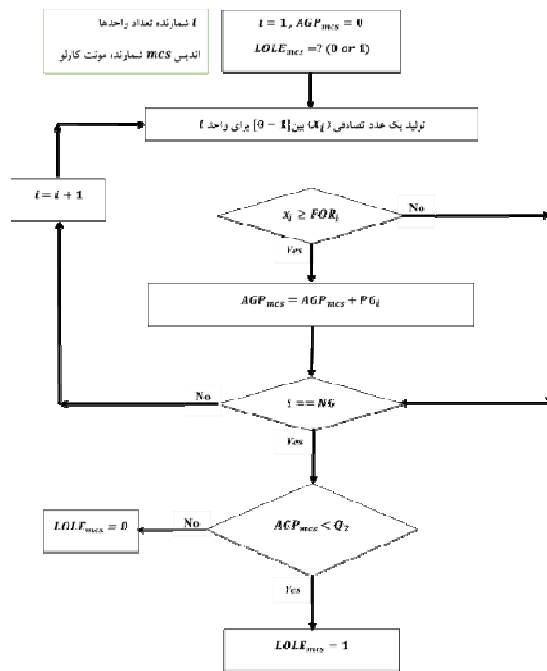 i شمارنده تعداد واحدها
اندیس mcs شمارنده مونت کارلو
i = 1, AGP_mcs = 0
LOLE_mcs =? (0 or 1)
تولید یک عدد تصادفی (x_i) بین [0 − 1] برای واحد i
i = i + 1
x_i ≥ FOR_i
No
Yes
AGP_mcs = AGP_mcs + PG_i
No
i == NG
Yes
LOLE_mcs = 0
No
AGP_mcs < Q?
Yes
LOLE_mcs = 1